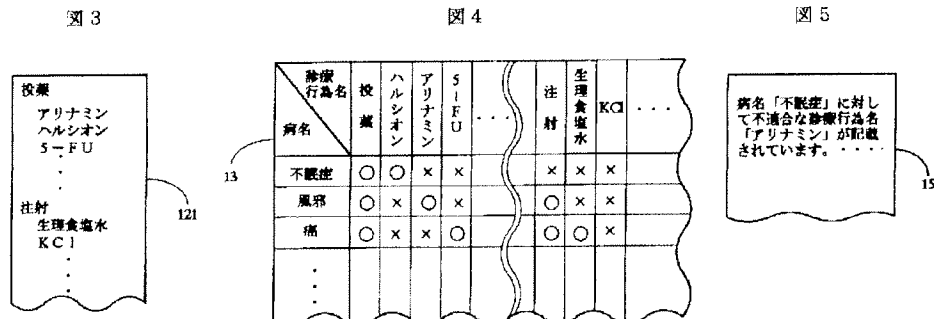 図3
図4
図5
投薬
アリナミン
ハルシオン
5-FU
注射
生理食塩水
KCl
121
診療行為名
病名
投薬
ハルシオン
アリナミン
5-FU
・・・・
注射
生理食塩水
KCl
・・・
不眠症 ○ ○ × × × × ×
風邪 ○ × ○ × ○ × ×
癌 ○ × × ○ ○ ○ ×
13
病名「不眠症」に対し
て不適合な診療行為名
「アリナミン」が記載
されています。・・・・
15